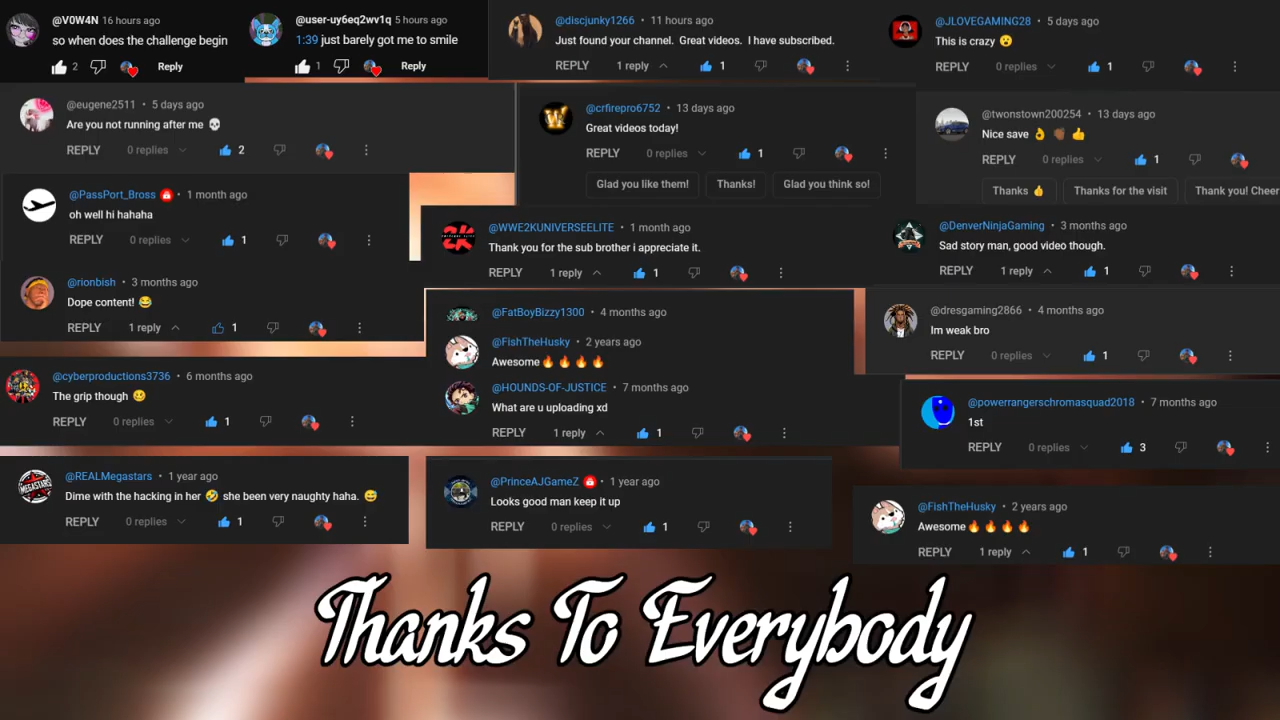 @V0W4N 16 hours ago
so when does the challenge begin
2 Reply
@user-uy6eq2wv1q 5 hours ago
1:39 just barely got me to smile
1 Reply
@discjunky1266 • 11 hours ago
Just found your channel. Great videos. I have subscribed.
REPLY 1 reply 1
@JLOVEGAMING28 • 5 days ago
This is crazy 😮
REPLY 0 replies 1
@eugene2511 • 5 days ago
Are you not running after me 💀
REPLY 0 replies 2
@crfirepro6752 • 13 days ago
Great videos today!
REPLY 0 replies 1
Glad you like them! Thanks! Glad you think so!
@twonstown200254 • 13 days ago
Nice save 👌🏾 👍
REPLY 0 replies 1
Thanks 👍 Thanks for the visit Thank you! Cheer
@PassPort_Bross • 1 month ago
oh well hi hahaha
REPLY 0 replies 1
@WWE2KUNIVERSEELITE • 1 month ago
Thank you for the sub brother i appreciate it.
REPLY 1 reply 1
@DenverNinjaGaming • 3 months ago
Sad story man, good video though.
REPLY 1 reply 1
@rionbish • 3 months ago
Dope content! 😂
REPLY 1 reply 1
@FatBoyBizzy1300 • 4 months ago
@FishTheHusky • 2 years ago
Awesome🔥🔥🔥🔥
@HOUNDS-OF-JUSTICE • 7 months ago
What are u uploading xd
REPLY 1 reply 1
@dresgaming2866 • 4 months ago
Im weak bro
REPLY 0 replies 1
@cyberproductions3736 • 6 months ago
The grip though 🥴
REPLY 0 replies 1
@powerrangerschromasquad2018 • 7 months ago
1st
REPLY 0 replies 3
MEGASTARS
@REALMegastars • 1 year ago
Dime with the hacking in her 🤣 she been very naughty haha. 😅
REPLY 0 replies 1
@PrinceAJGameZ • 1 year ago
Looks good man keep it up
REPLY 0 replies 1
@FishTheHusky • 2 years ago
Awesome🔥🔥🔥🔥
REPLY 1 reply 1
Thanks To Everybody